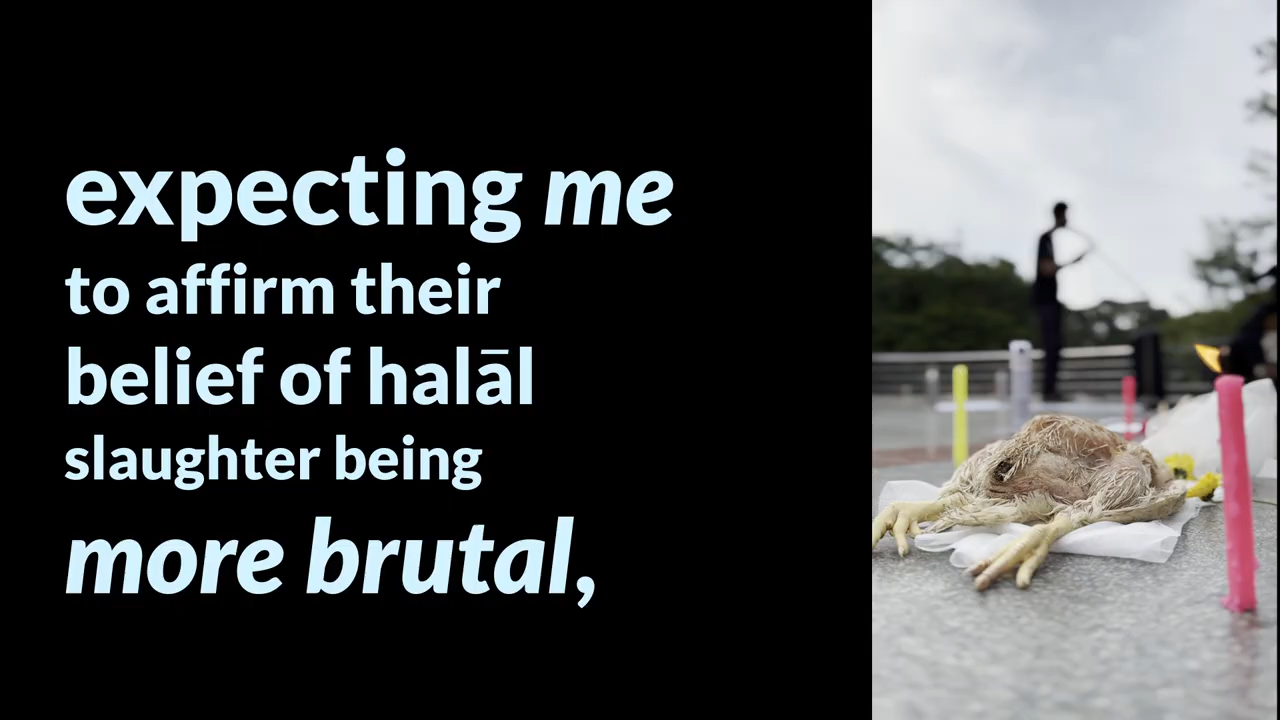 expecting me
to affirm their
belief of halāl
slaughter being
more brutal,